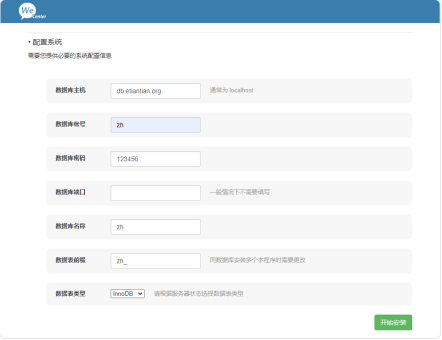 WeCenter
• 配置系统
需要您提供必要的系统配置信息
数据库主机 db.etiantian.org 通常为 localhost
数据库帐号 zh
数据库密码 123456
数据库端口 一般情况下不需要填写
数据库名称 zh
数据表前缀 zh_ 同数据库安装多个本程序时需要更改
数据表类型 InnoDB 请根据服务器状态选择数据表类型
开始安装